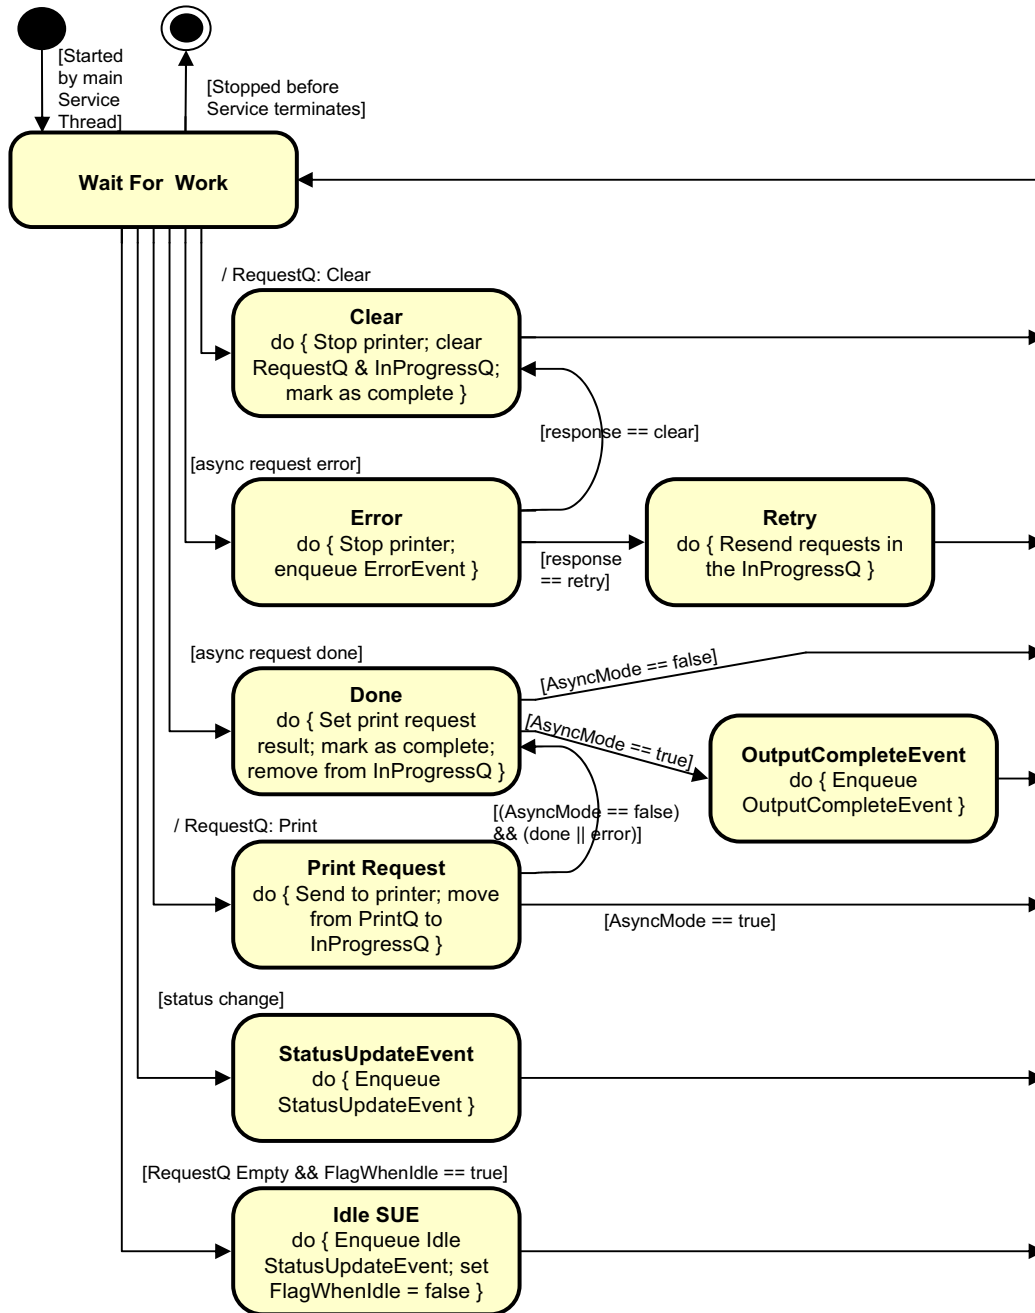 [Started
by main
Service
Thread]
[Stopped before
Service terminates]
Wait For Work
/ RequestQ: Clear
Clear
do { Stop printer; clear
RequestQ & InProgressQ;
mark as complete }
[response == clear]
[async request error]
Error
do { Stop printer;
enqueue ErrorEvent }
[response
== retry]
Retry
do { Resend requests in
the InProgressQ }
[async request done]
Done
do { Set print request
result; mark as complete;
remove from InProgressQ }
[AsyncMode == false]
[AsyncMode == true]
OutputCompleteEvent
do { Enqueue
OutputCompleteEvent }
[(AsyncMode == false)
&& (done || error)]
/ RequestQ: Print
Print Request
do { Send to printer; move
from PrintQ to
InProgressQ }
[AsyncMode == true]
[status change]
StatusUpdateEvent
do { Enqueue
StatusUpdateEvent }
[RequestQ Empty && FlagWhenIdle == true]
Idle SUE
do { Enqueue Idle
StatusUpdateEvent; set
FlagWhenIdle = false }